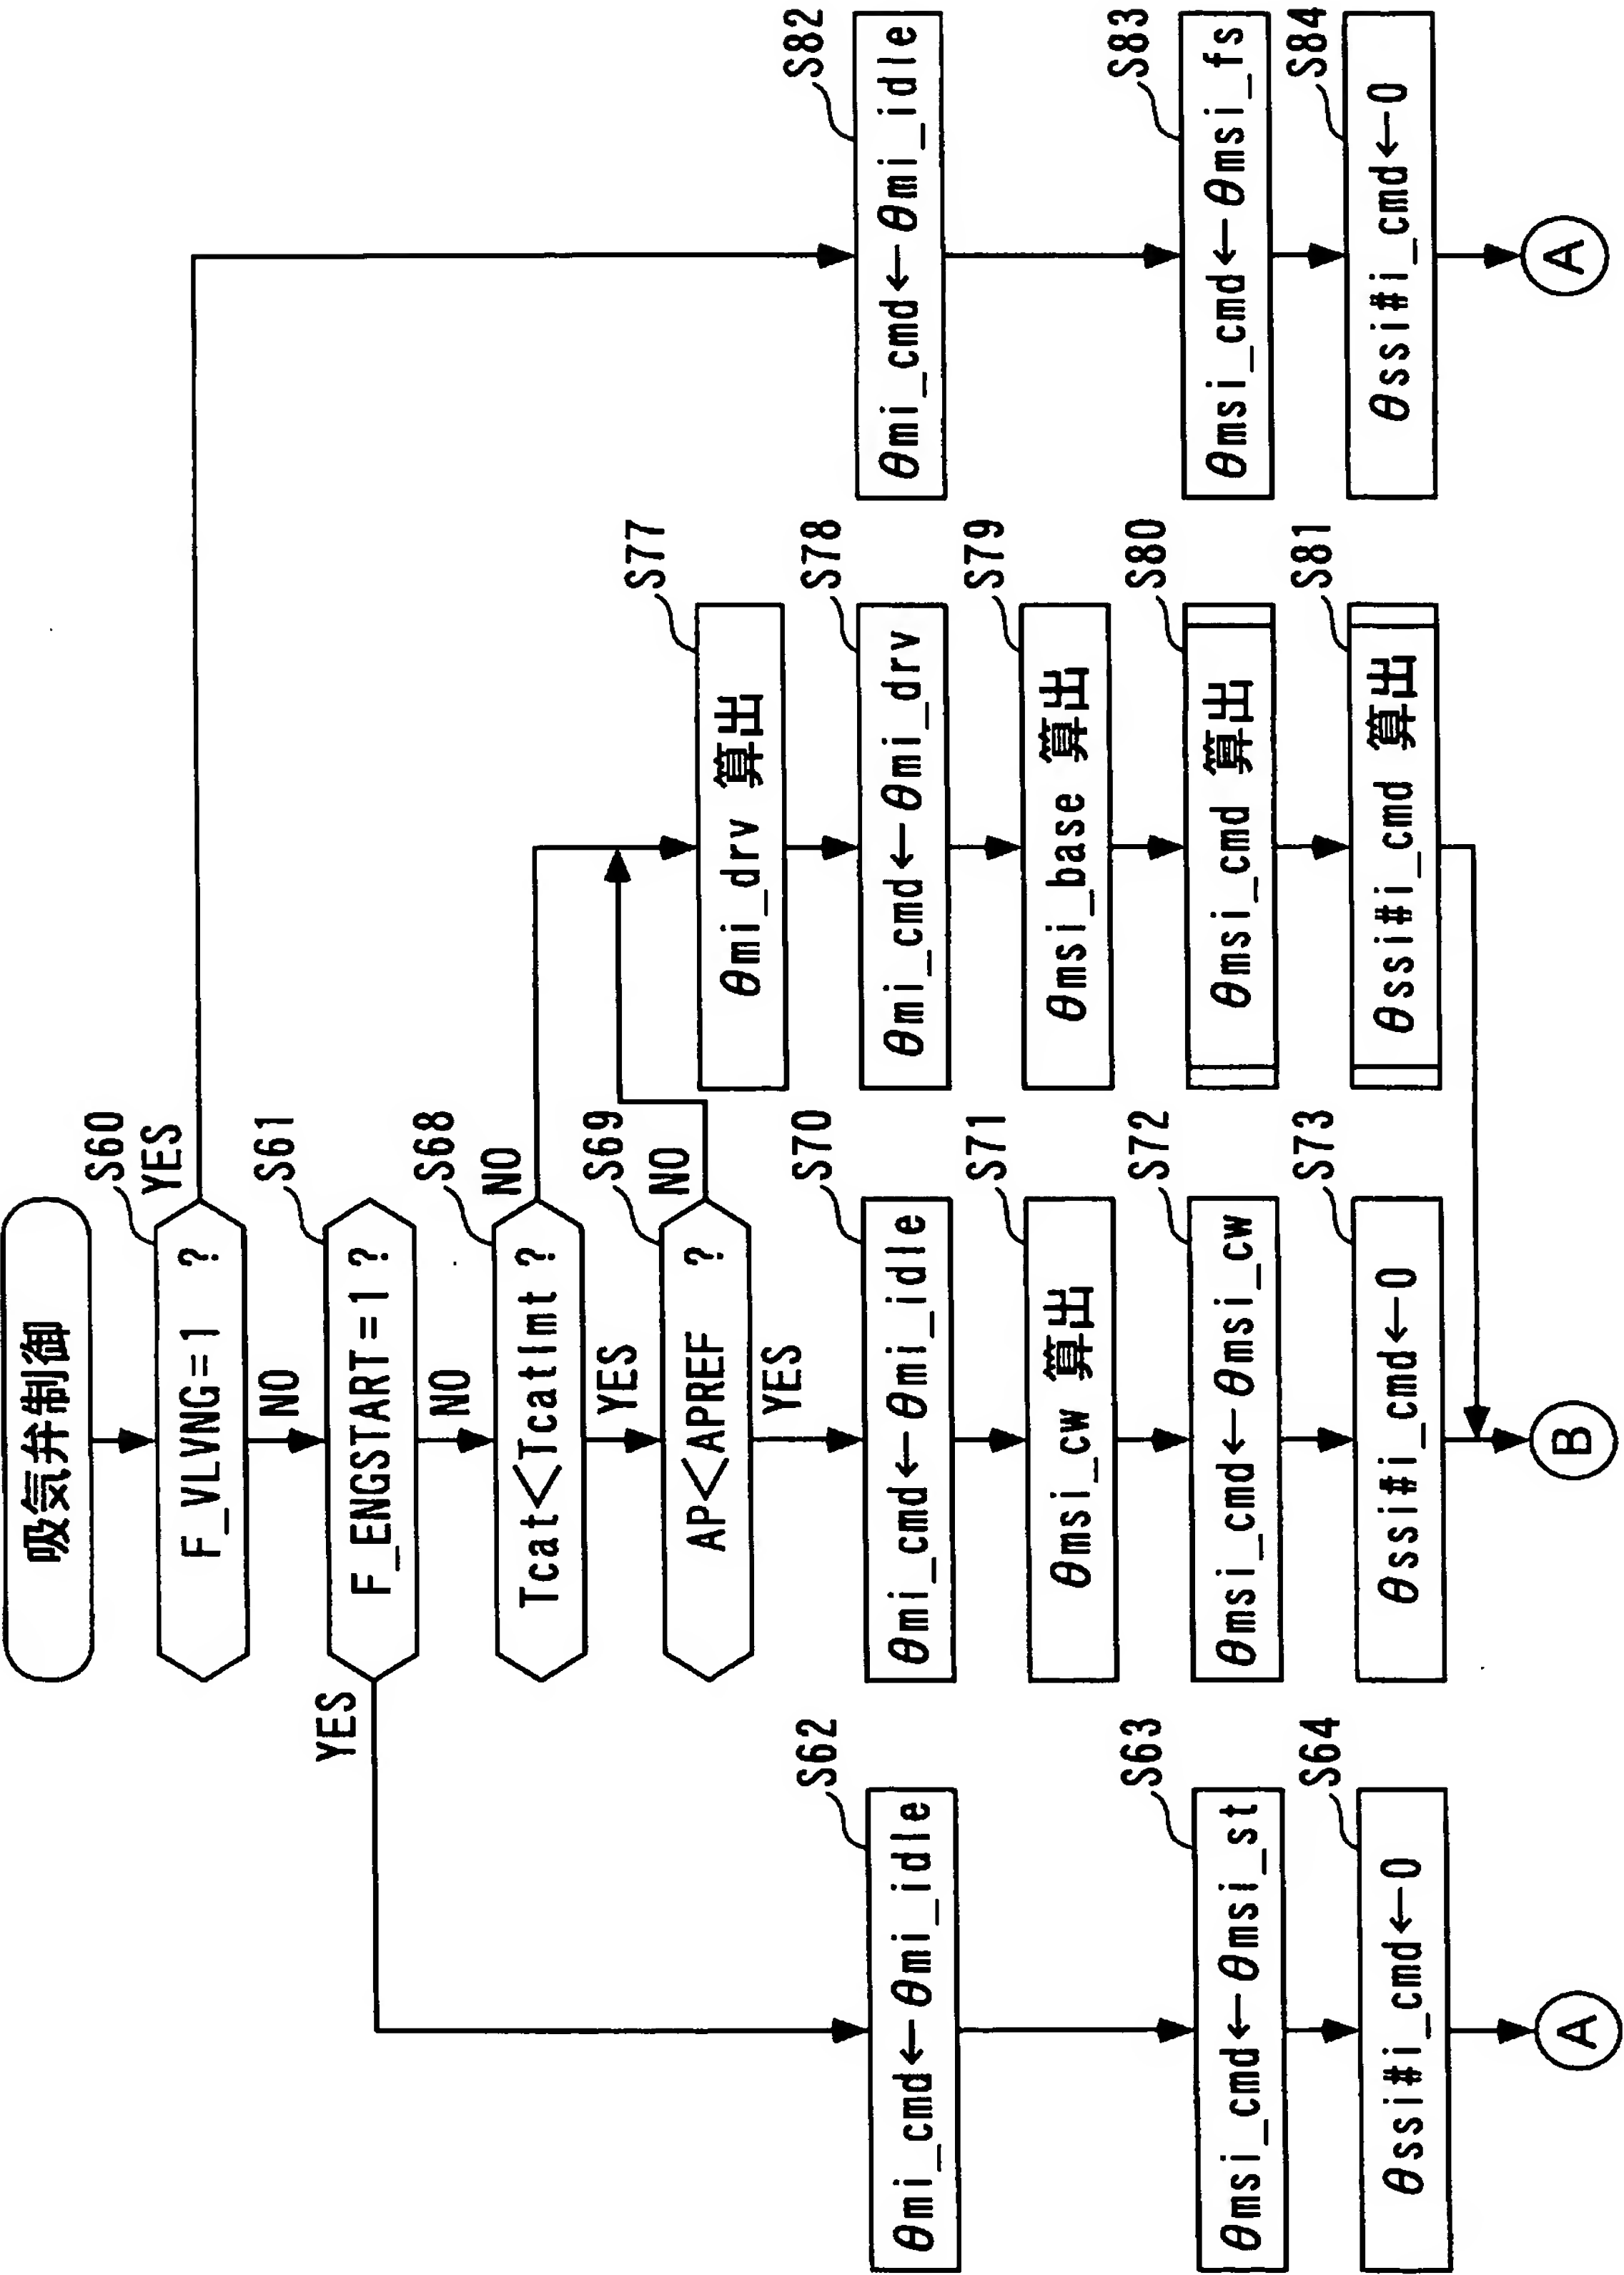 吸気弁制御
S60
F_VLVNG=1 ?
YES
NO
S61
F_ENGSTART=1 ?
YES
NO
S68
Tcat<Tcatlmt ?
NO
YES
S69
AP<APREF ?
NO
YES
S62
θmi_cmd←θmi_idle
S63
θmsi_cmd←θmsi_st
S64
θssi#i_cmd←0
A
S70
θmi_cmd←θmi_idle
S71
θmsi_cw 算出
S72
θmsi_cmd←θmsi_cw
S73
θssi#i_cmd←0
B
S77
θmi_drv 算出
S78
θmi_cmd←θmi_drv
S79
θmsi_base 算出
S80
θmsi_cmd 算出
S81
θssi#i_cmd 算出
S82
θmi_cmd←θmi_idle
S83
θmsi_cmd←θmsi_fs
S84
θssi#i_cmd←0
A